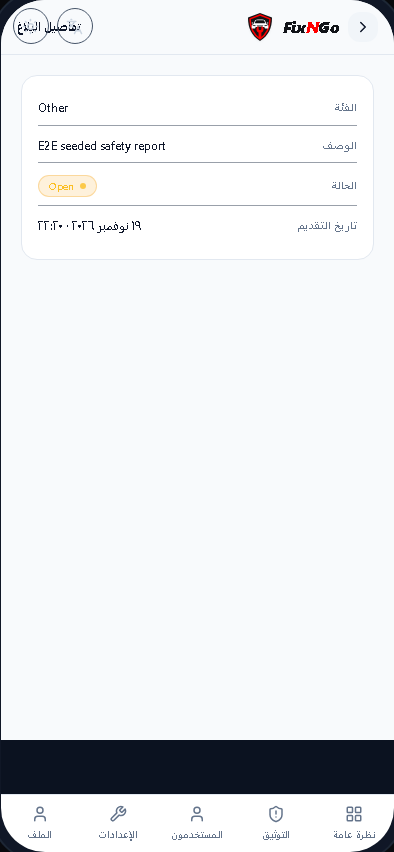 FixNGo
تفاصيل البلاغ
الفئة Other
الوصف E2E seeded safety report
الحالة Open
تاريخ التقديم ١٩ نوفمبر ٢٠٢٦ ٠ ٢٢:٢٠
نظرة عامة
التوثيق
المستخدمون
الإعدادات
الملف